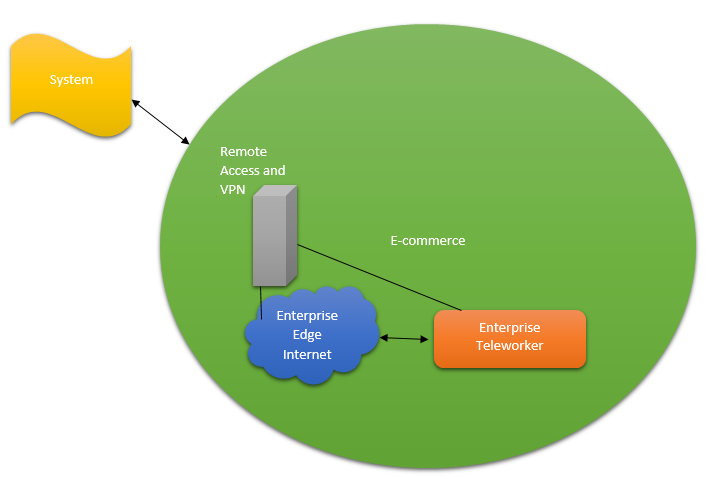 System
Remote
Access and
VPN
E-commerce
Enterprise
Edge
Internet
Enterprise
Teleworker